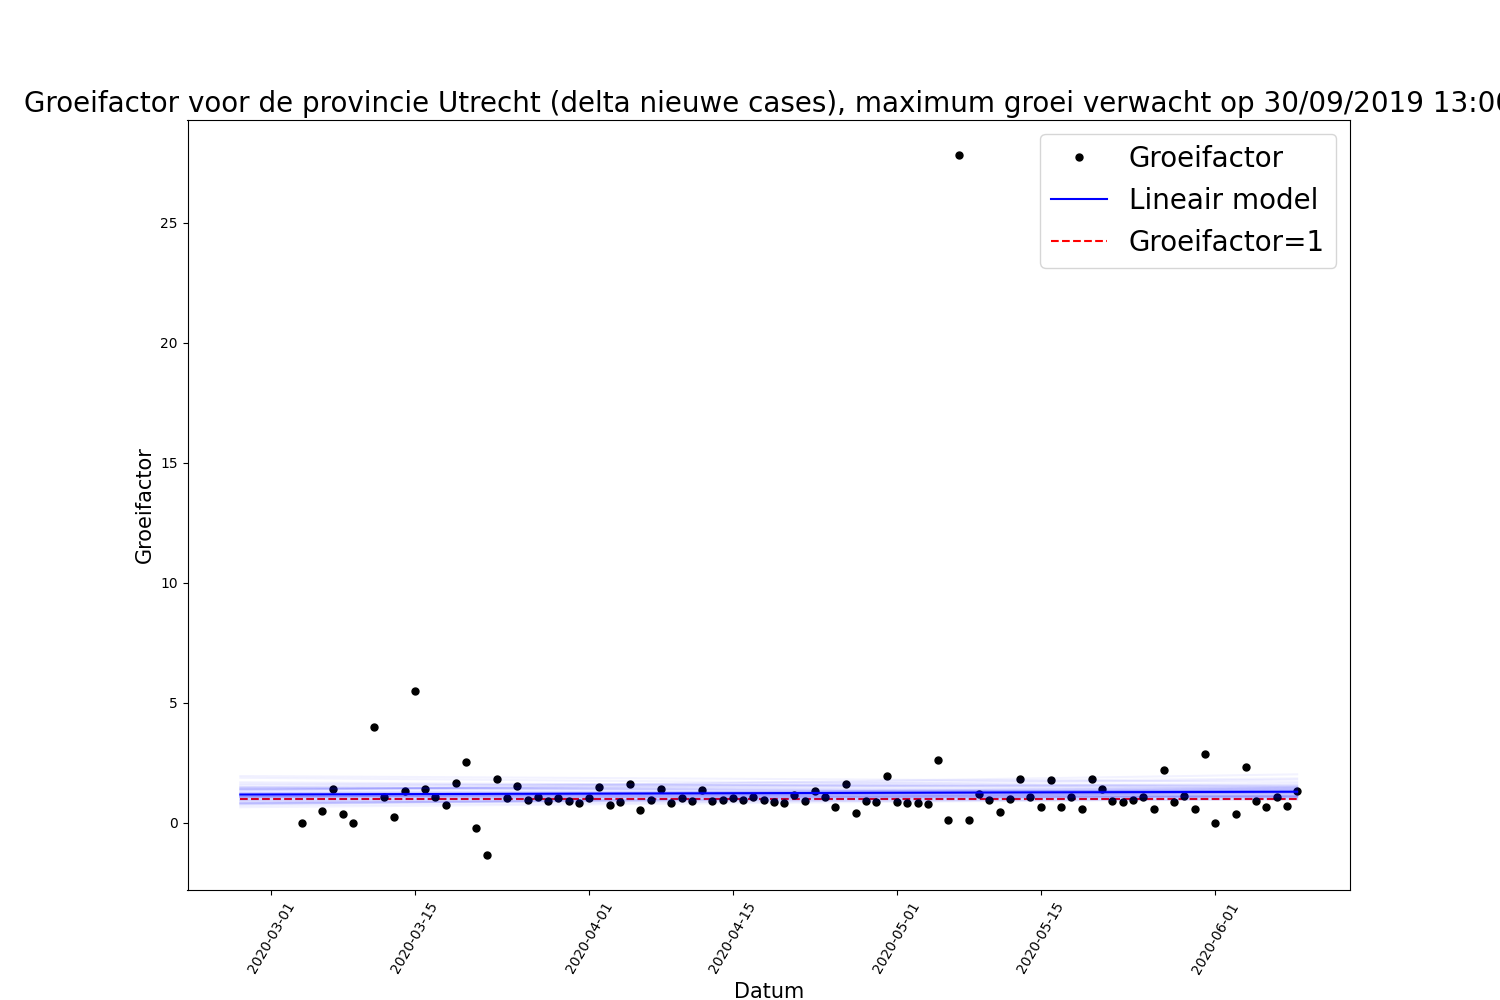 Groeifactor voor de provincie Utrecht (delta nieuwe cases), maximum groei verwacht op 30/09/2019 13:00
Groeifactor
Lineair model
Groeifactor=1
25
20
15
10
5
0
Groeifactor
2020-03-01
2020-03-15
2020-04-01
2020-04-15
2020-05-01
2020-05-15
2020-06-01
Datum